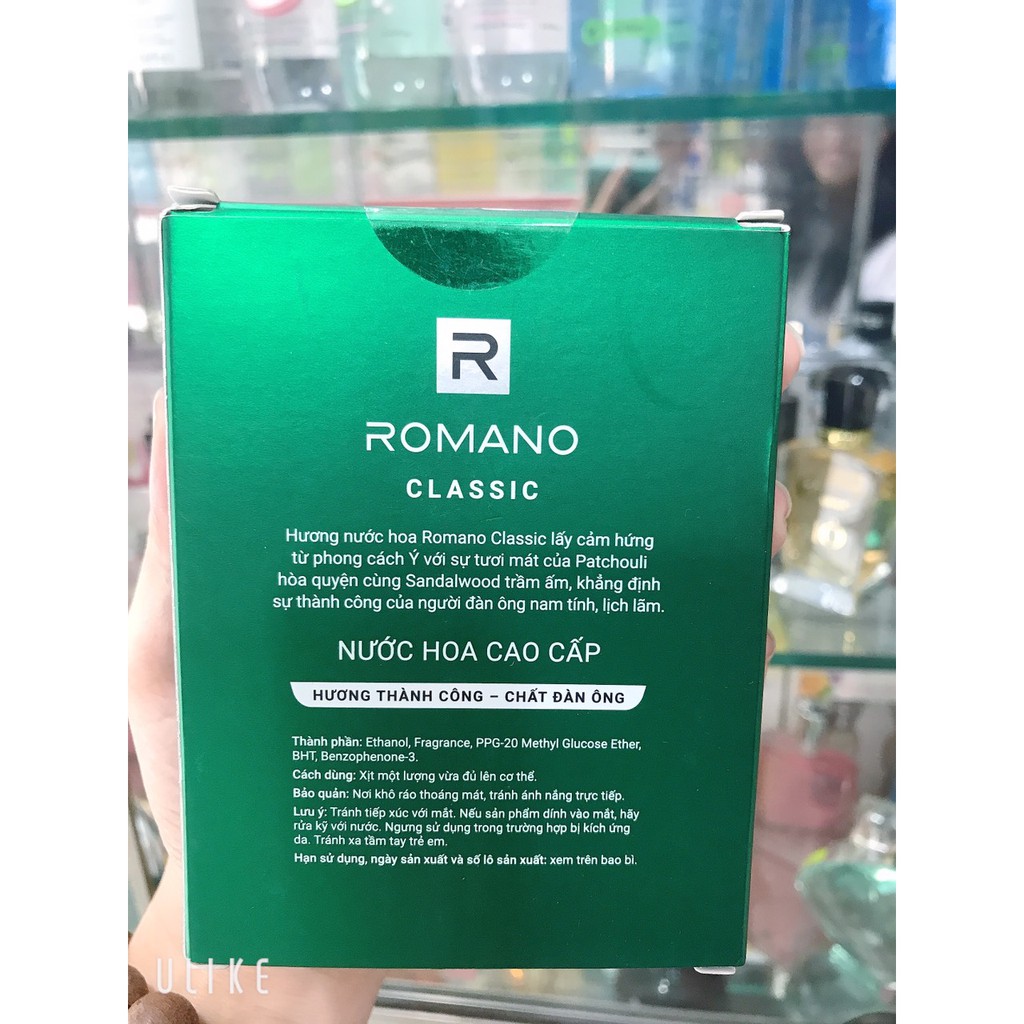 R
ROMANO
CLASSIC
Hương nước hoa Romano Classic lấy cảm hứng
từ phong cách Ý với sự tươi mát của Patchouli
hòa quyện cùng Sandalwood trầm ấm, khẳng định
sự thành công của người đàn ông nam tính, lịch lãm.
NƯỚC HOA CAO CẤP
HƯƠNG THÀNH CÔNG – CHẤT ĐÀN ÔNG
Thành phần: Ethanol, Fragrance, PPG-20 Methyl Glucose Ether,
BHT, Benzophenone-3.
Cách dùng: Xịt một lượng vừa đủ lên cơ thể.
Bảo quản: Nơi khô ráo thoáng mát, tránh ánh nắng trực tiếp.
Lưu ý: Tránh tiếp xúc với mắt. Nếu sản phẩm dính vào mắt, hãy
rửa kỹ với nước. Ngưng sử dụng trong trường hợp bị kích ứng
da. Tránh xa tầm tay trẻ em.
Hạn sử dụng, ngày sản xuất và số lô sản xuất: xem trên bao bì.
ULIKE